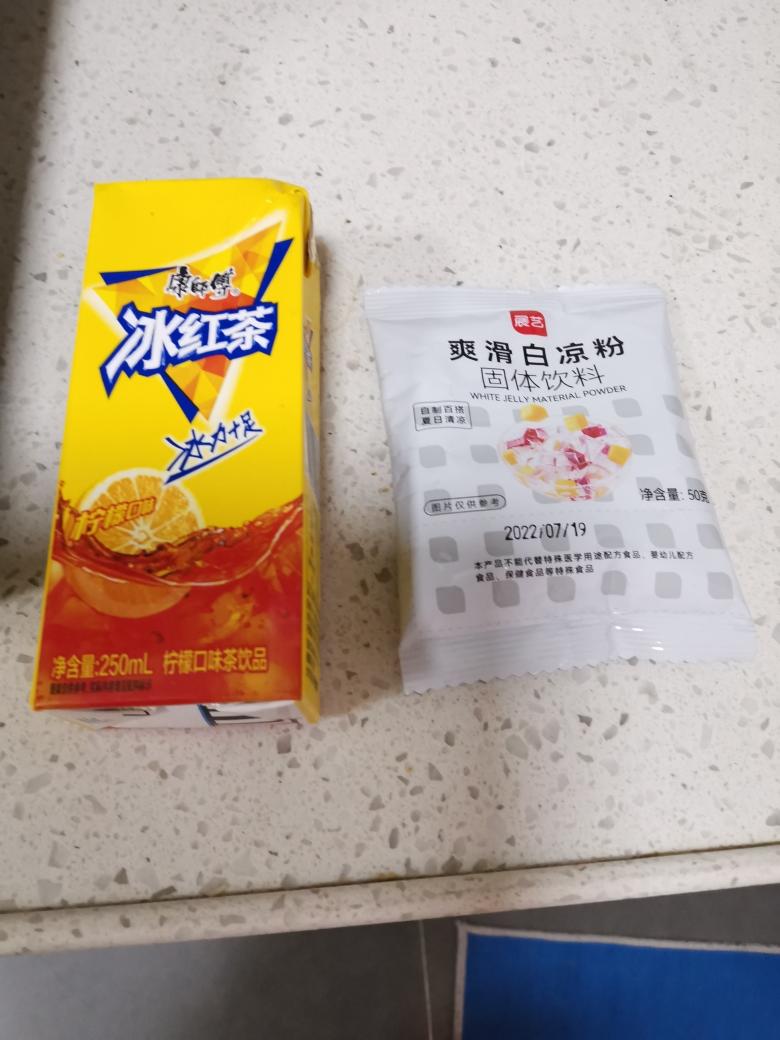 康师傅
冰红茶
冰力十足
柠檬口味
净含量:250mL 柠檬口味茶饮品
展艺
爽滑白凉粉
固体饮料
WHITE JELLY MATERIAL POWDER
自制百搭
夏日清凉
图片仅供参考
净含量：50克
2022/07/19
本产品不能代替特殊医学用途配方食品、婴幼儿配方
食品、保健食品等特殊食品